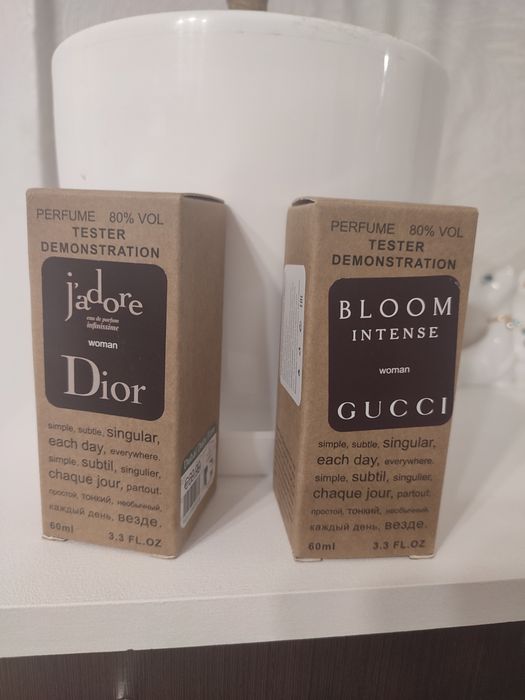 PERFUME 80% VOL
TESTER
DEMONSTRATION
j'adore
eau de parfum
infinissime
woman
Dior
simple, subtle, singular,
each day, everywhere.
simple, subtil, singulier,
chaque jour, partout.
простой, тонкий, необычный,
каждый день, везде.
60ml 3.3 FL.OZ
PERFUME 80% VOL
TESTER
DEMONSTRATION
BLOOM
INTENSE
woman
GUCCI
simple, subtle, singular,
each day, everywhere.
simple, subtil, singulier,
chaque jour, partout.
простой, тонкий, необычный,
каждый день, везде.
60ml 3.3 FL.OZ